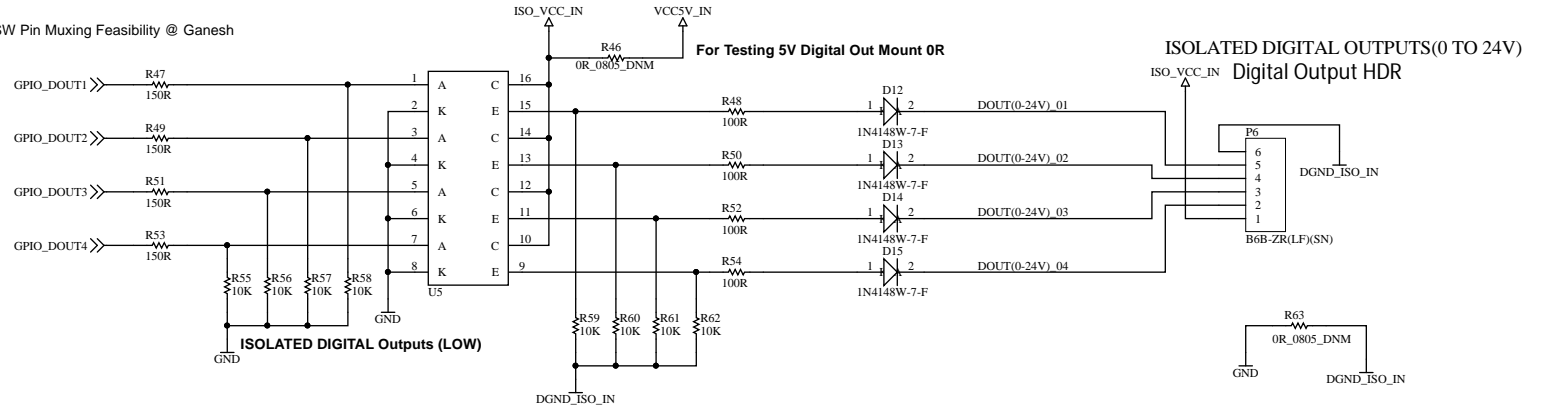 ISO_VCC_IN
VCC5V_IN
SW Pin Muxing Feasibility @ Ganesh
R46
0R_0805_DNM
For Testing 5V Digital Out Mount 0R
ISOLATED DIGITAL OUTPUTS(0 TO 24V)
ISO_VCC_IN
Digital Output HDR
GPIO_DOUT1
R47
150R
1
A
C
16
2
K
E
15
R48
100R
1
D12
2
1N4148W-7-F
DOUT(0-24V)_01
GPIO_DOUT2
R49
150R
3
A
C
14
4
K
E
13
R50
100R
1
D13
2
1N4148W-7-F
DOUT(0-24V)_02
GPIO_DOUT3
R51
150R
5
A
C
12
6
K
E
11
R52
100R
1
D14
2
1N4148W-7-F
DOUT(0-24V)_03
GPIO_DOUT4
R53
150R
7
A
C
10
8
K
E
9
R54
100R
1
D15
2
1N4148W-7-F
DOUT(0-24V)_04
U5
P6
6
5
4
3
2
1
B6B-ZR(LF)(SN)
DGND_ISO_IN
R55
10K
R56
10K
R57
10K
R58
10K
GND
GND
ISOLATED DIGITAL Outputs (LOW)
R59
10K
R60
10K
R61
10K
R62
10K
DGND_ISO_IN
R63
0R_0805_DNM
GND
DGND_ISO_IN